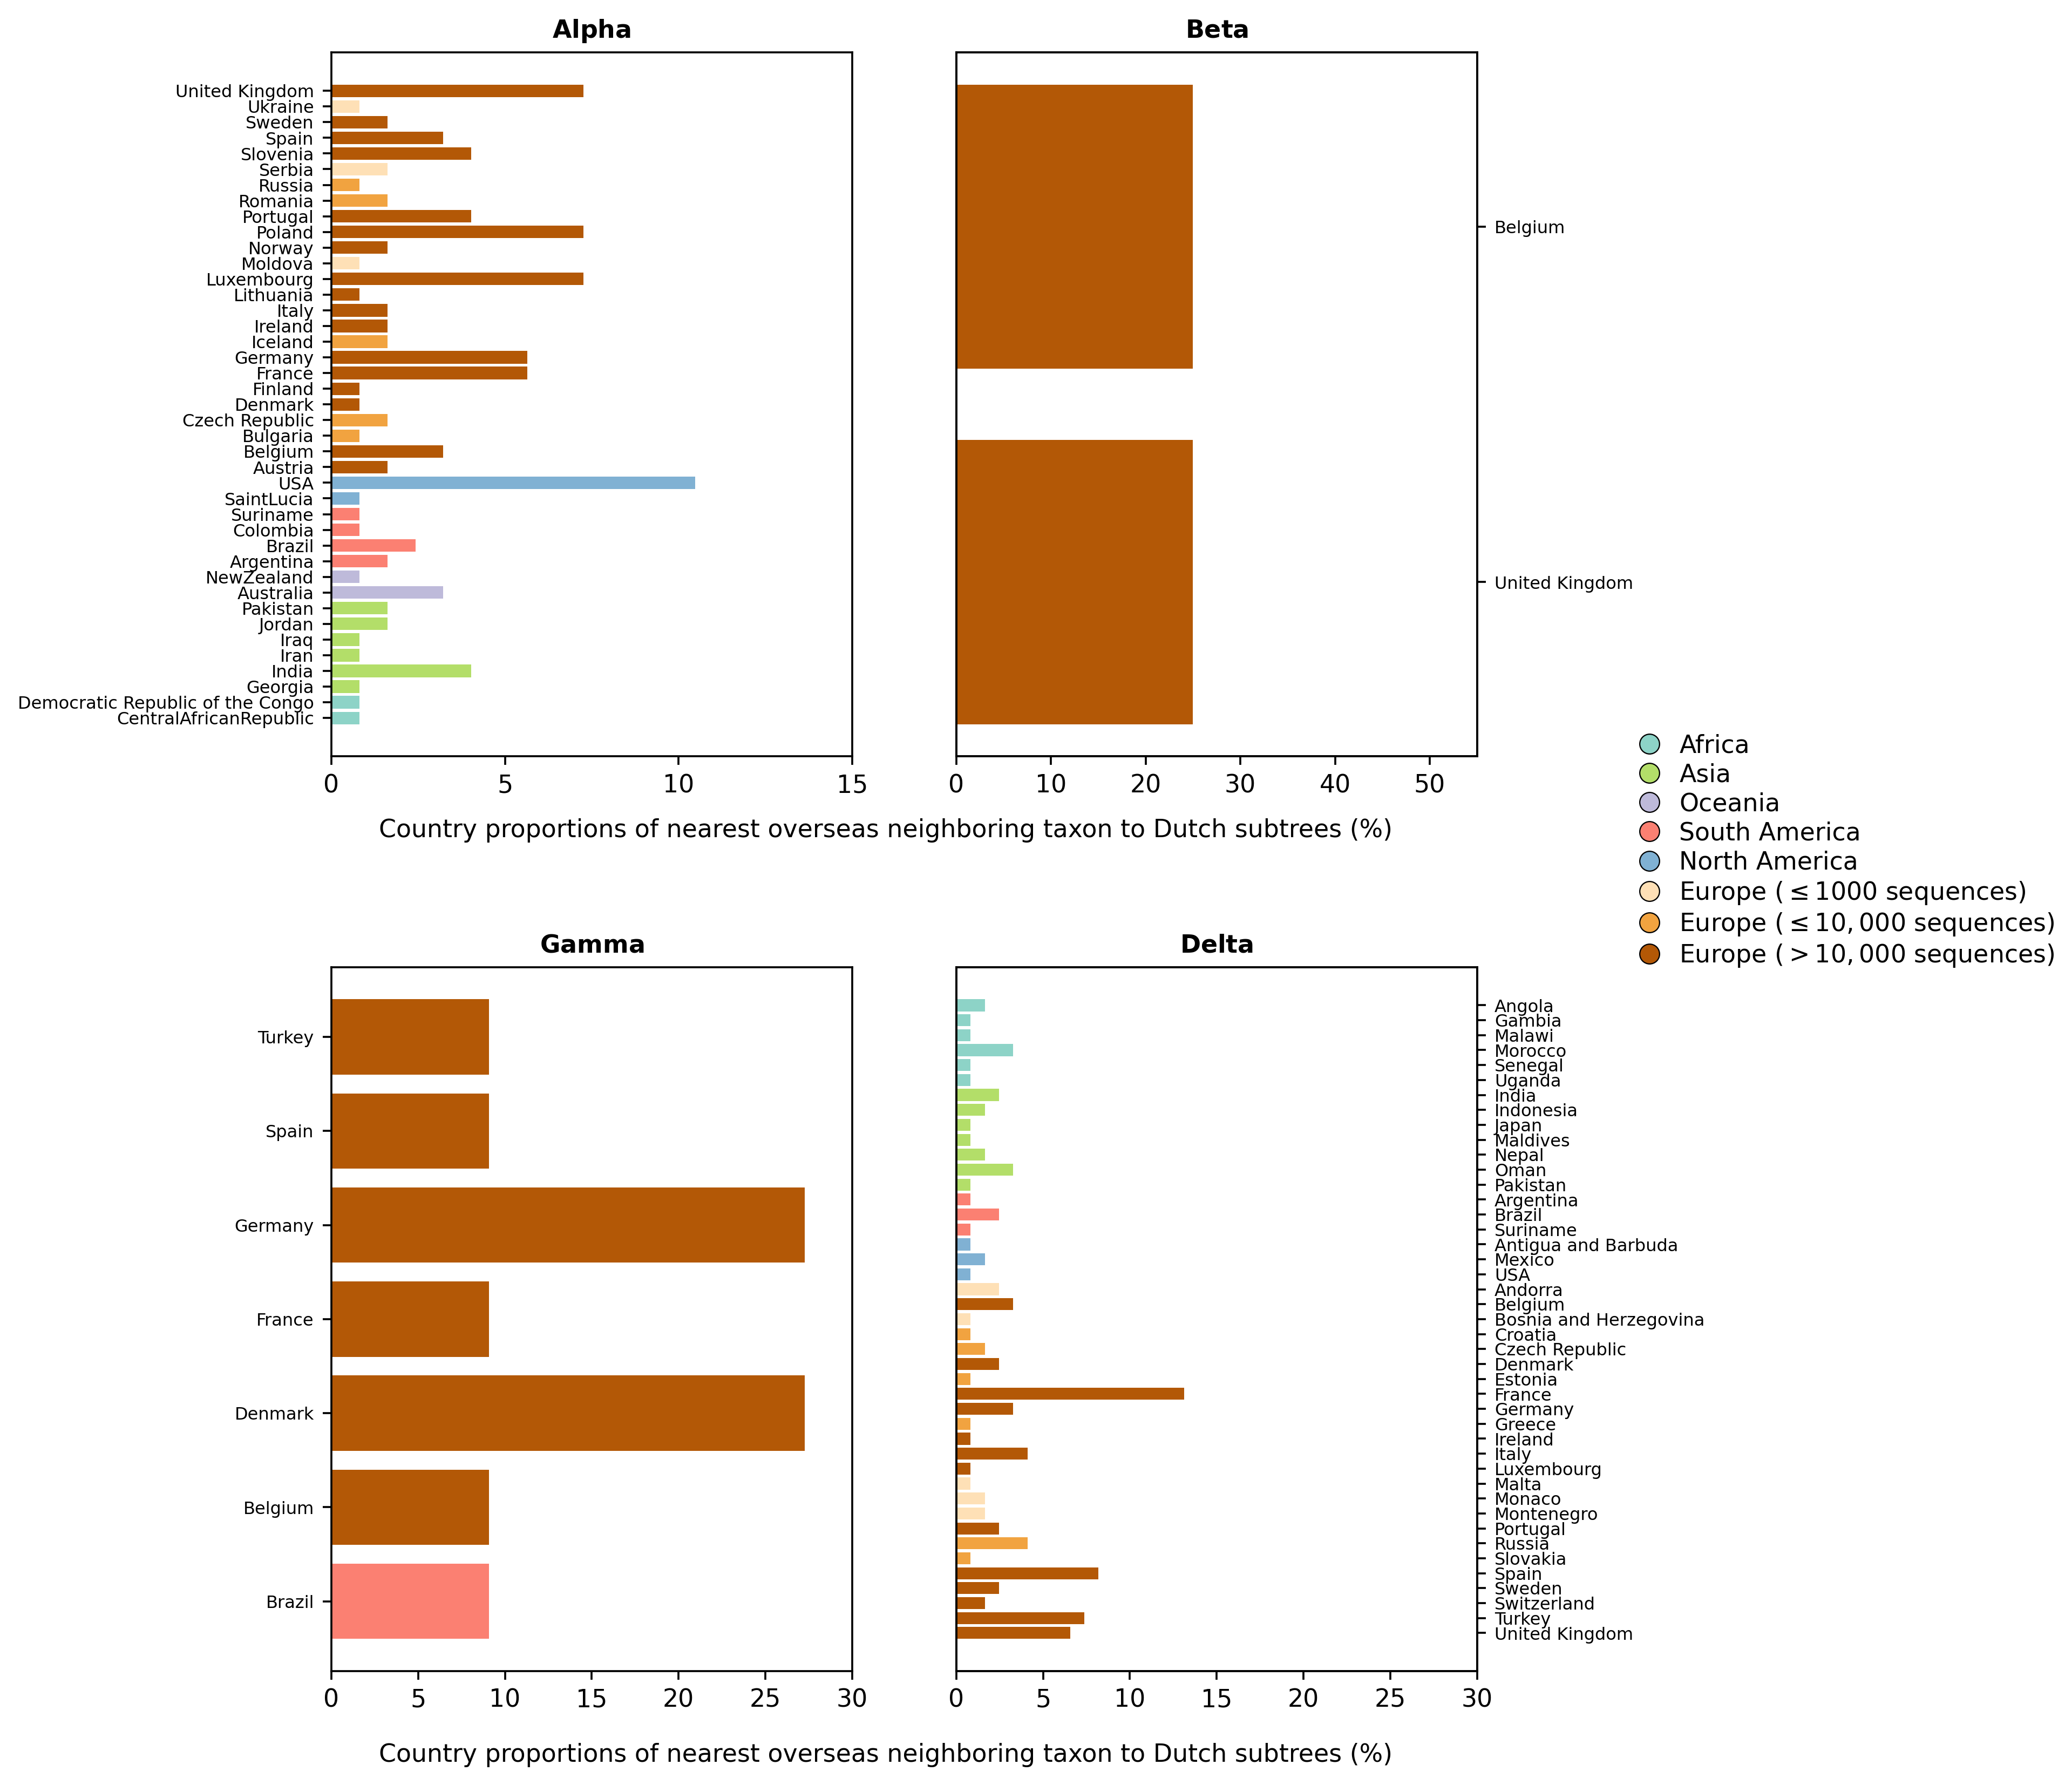 Alpha
United Kingdom
Ukraine
Sweden
Spain
Slovenia
Serbia
Russia
Romania
Portugal
Poland
Norway
Moldova
Luxembourg
Lithuania
Italy
Ireland
Iceland
Germany
France
Finland
Denmark
Czech Republic
Bulgaria
Belgium
Austria
USA
SaintLucia
Suriname
Colombia
Brazil
Argentina
NewZealand
Australia
Pakistan
Jordan
Iraq
Iran
India
Georgia
Democratic Republic of the Congo
CentralAfricanRepublic
0 5 10 15
Beta
Belgium
United Kingdom
0 10 20 30 40 50
Country proportions of nearest overseas neighboring taxon to Dutch subtrees (%)
Africa
Asia
Oceania
South America
North America
Europe (≤1000 sequences)
Europe (≤10,000 sequences)
Europe (>10,000 sequences)
Gamma
Turkey
Spain
Germany
France
Denmark
Belgium
Brazil
0 5 10 15 20 25 30
Delta
Angola
Gambia
Malawi
Morocco
Senegal
Uganda
India
Indonesia
Japan
Maldives
Nepal
Oman
Pakistan
Argentina
Brazil
Suriname
Antigua and Barbuda
Mexico
USA
Andorra
Belgium
Bosnia and Herzegovina
Croatia
Czech Republic
Denmark
Estonia
France
Germany
Greece
Ireland
Italy
Luxembourg
Malta
Monaco
Montenegro
Portugal
Russia
Slovakia
Spain
Sweden
Switzerland
Turkey
United Kingdom
0 5 10 15 20 25 30
Country proportions of nearest overseas neighboring taxon to Dutch subtrees (%)